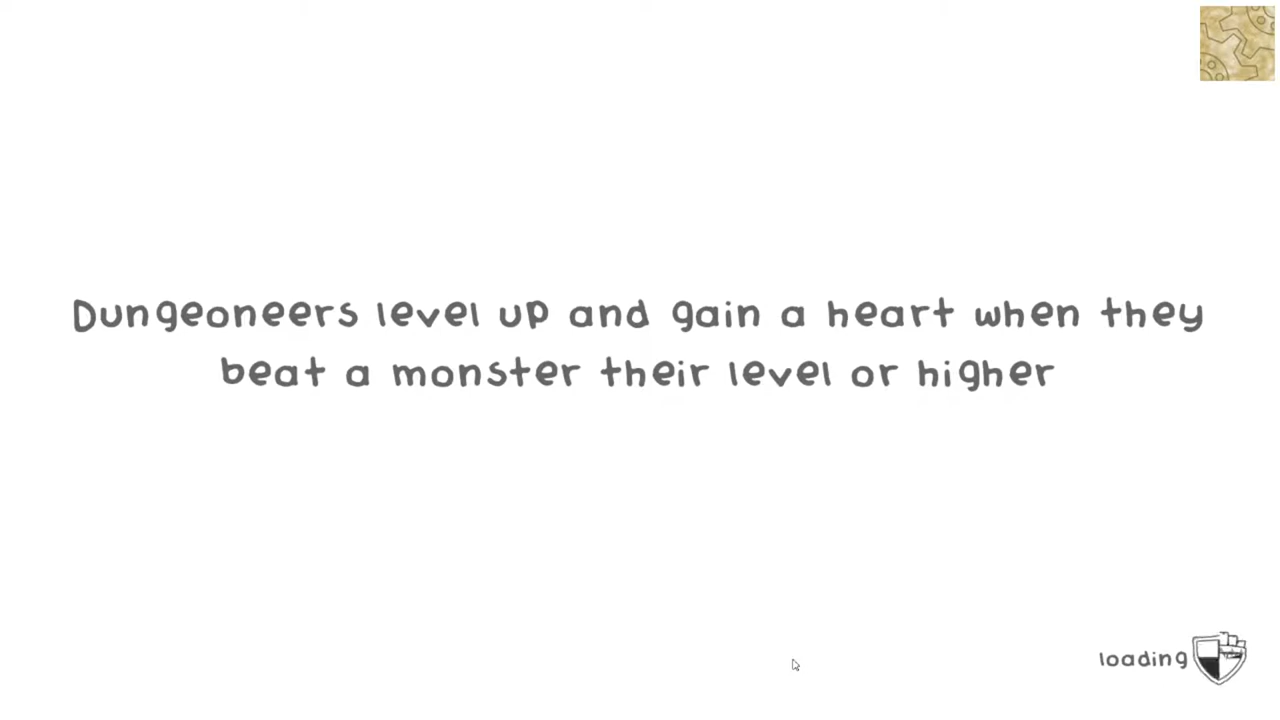 Dungeoneers level up and gain a heart when they
beat a monster their level or higher
loading